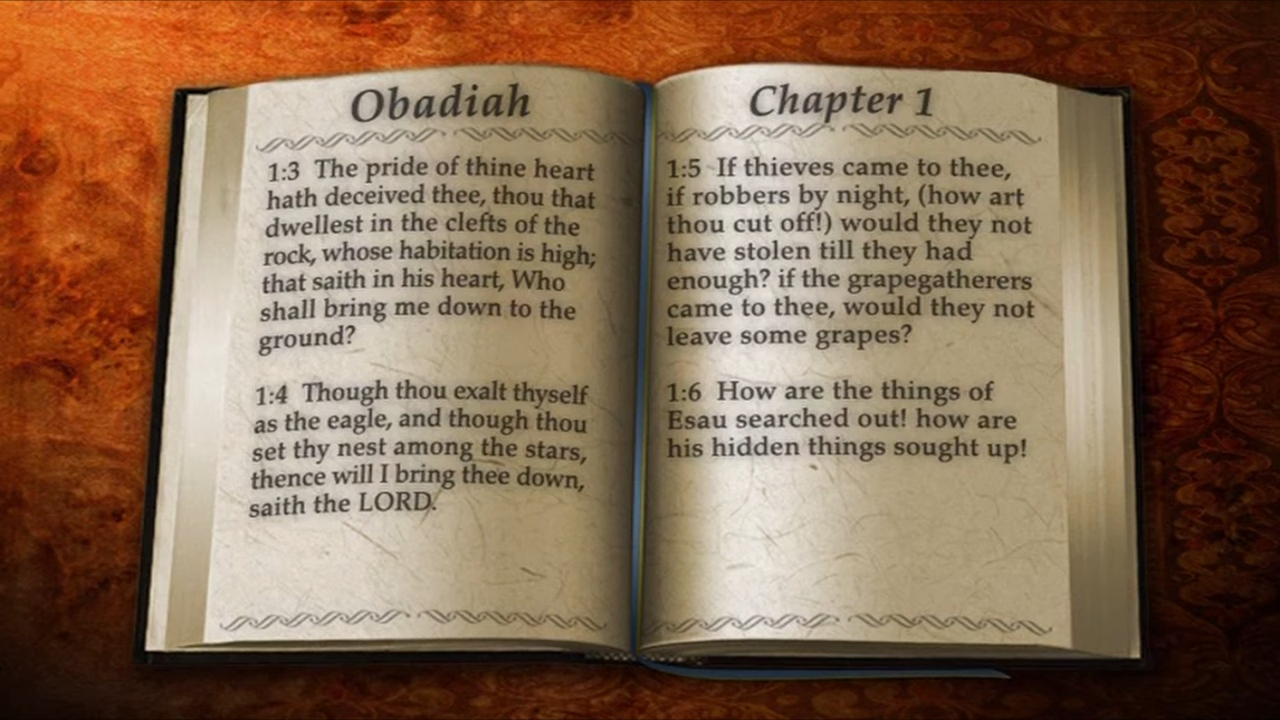 Obadiah
1:3 The pride of thine heart
hath deceived thee, thou that
dwellest in the clefts of the
rock, whose habitation is high;
that saith in his heart, Who
shall bring me down to the
ground?
1:4 Though thou exalt thyself
as the eagle, and though thou
set thy nest among the stars,
thence will I bring thee down,
saith the LORD.
Chapter 1
1:5 If thieves came to thee,
if robbers by night, (how art
thou cut off!) would they not
have stolen till they had
enough? if the grapegatherers
came to thee, would they not
leave some grapes?
1:6 How are the things of
Esau searched out! how are
his hidden things sought up!